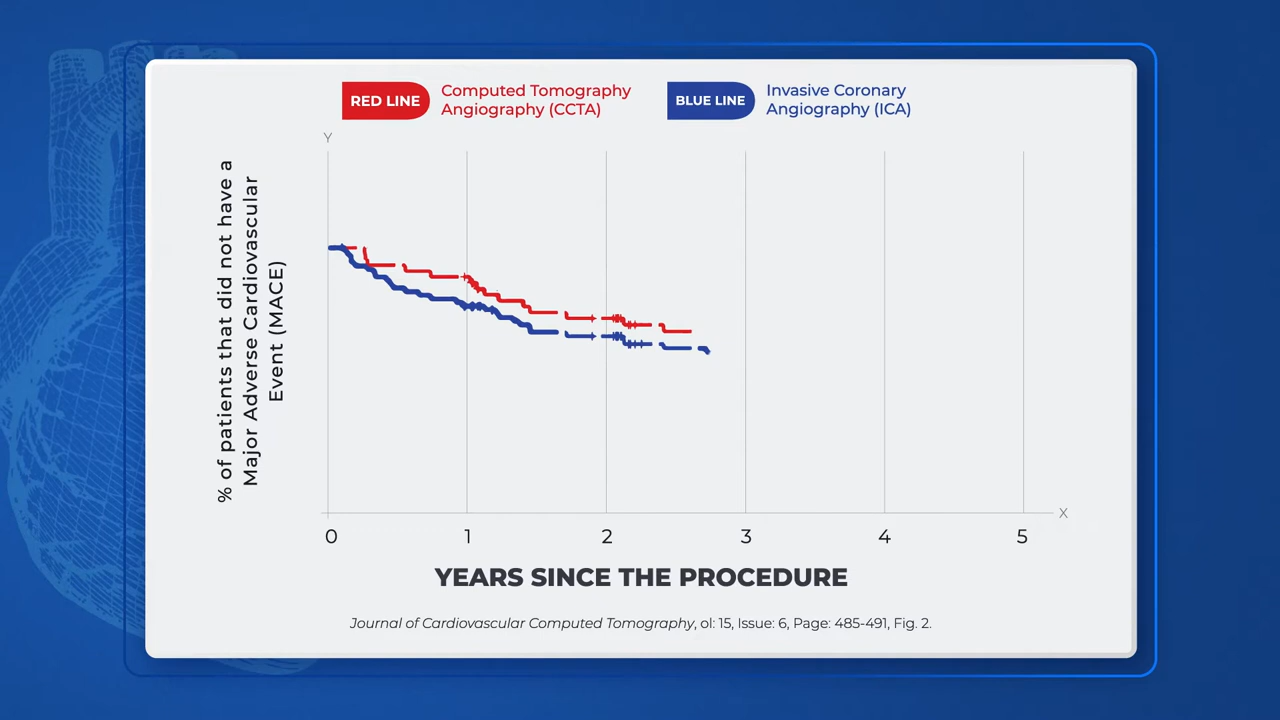 RED LINE
Computed Tomography
Angiography (CCTA)
BLUE LINE
Invasive Coronary
Angiography (ICA)
Y
% of patients that did not have a
Major Adverse Cardiovascular
Event (MACE)
X
0 1 2 3 4 5
YEARS SINCE THE PROCEDURE
Journal of Cardiovascular Computed Tomography, ol: 15, Issue: 6, Page: 485-491, Fig. 2.